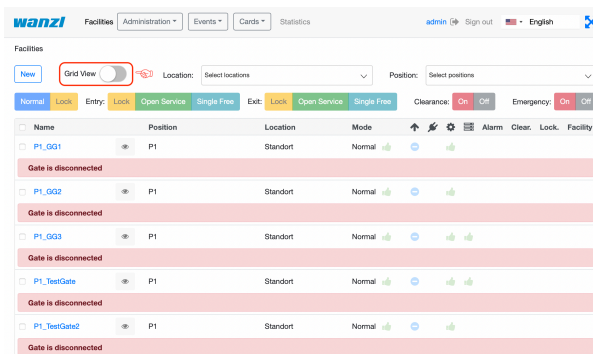 wanzl Facilities Administration Events Cards Statistics admin Sign out English
Facilities
New Grid View Location: Select locations Position: Select positions
Normal Lock Entry: Lock Open Service Single Free Exit: Lock Open Service Single Free Clearance: On Off Emergency: On Off
Name Position Location Mode Alarm Clear. Lock. Facility
P1_GG1 P1 Standort Normal
Gate is disconnected
P1_GG2 P1 Standort Normal
Gate is disconnected
P1_GG3 P1 Standort Normal
Gate is disconnected
P1_TestGate P1 Standort Normal
Gate is disconnected
P1_TestGate2 P1 Standort Normal
Gate is disconnected